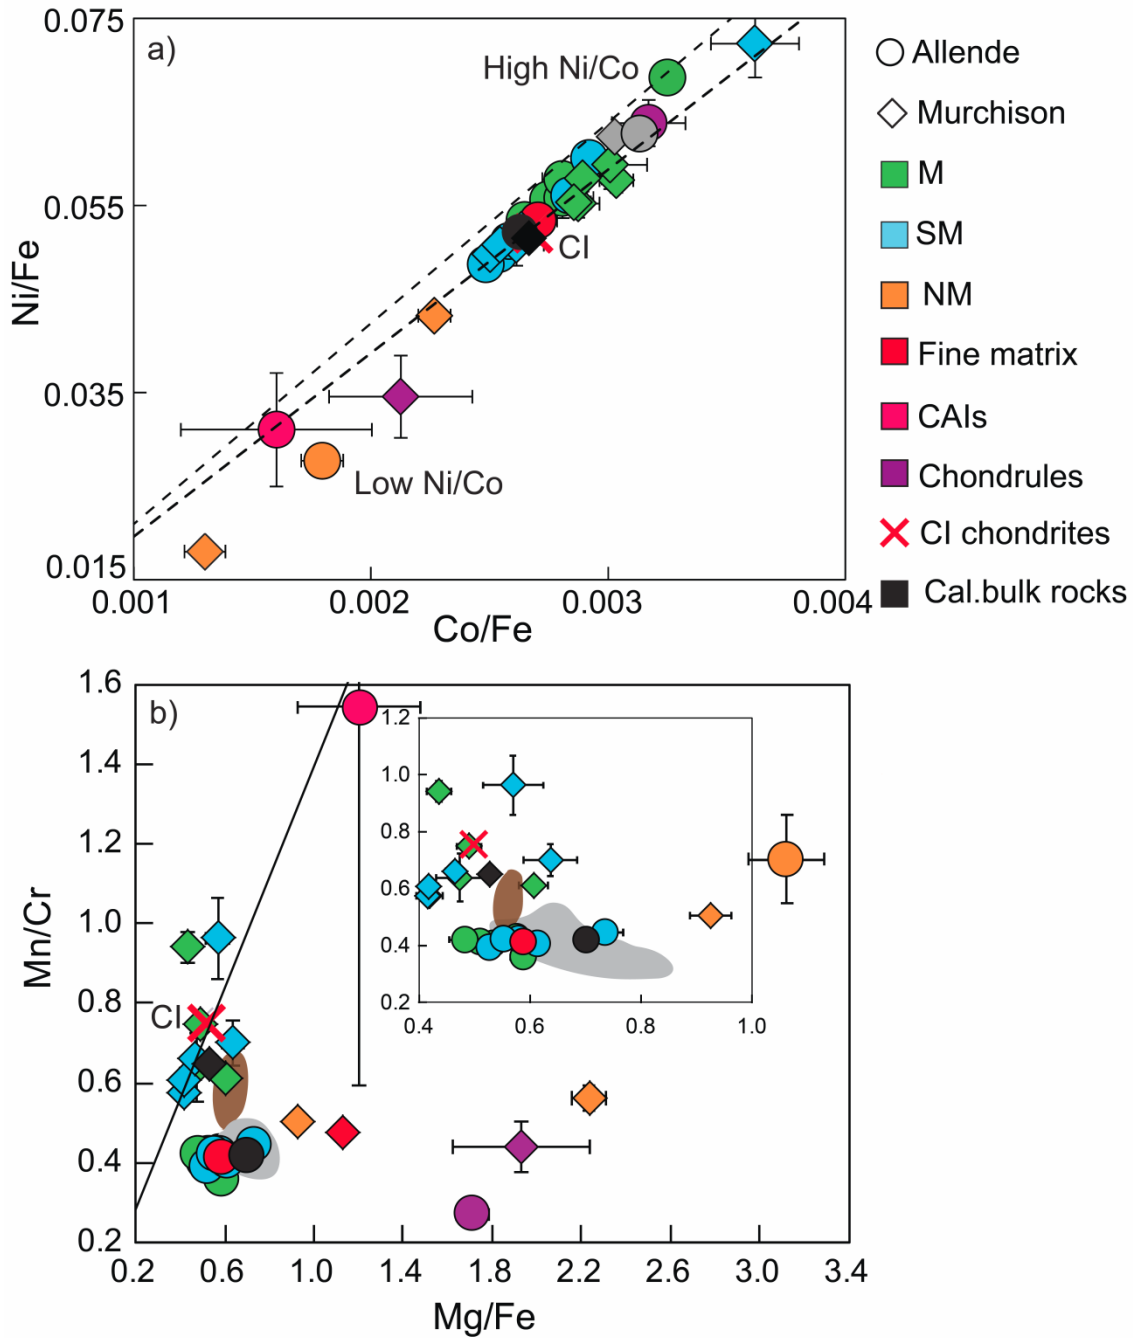 0.075
a)
High Ni/Co
0.055
CI
Ni/Fe
0.035
Low Ni/Co
0.015
0.001
0.002
0.003
0.004
Co/Fe
Allende
Murchison
M
SM
NM
Fine matrix
CAIs
Chondrules
CI chondrites
Cal.bulk rocks
1.6
b)
1.4
1.2
1.0
0.8
0.6
0.4
0.2
Mn/Cr
CI
1.2
1.0
0.8
0.6
0.4
0.2
0.4
0.6
0.8
1.0
0.2
0.6
1.0
1.4
1.8
2.2
2.6
3.0
3.4
Mg/Fe